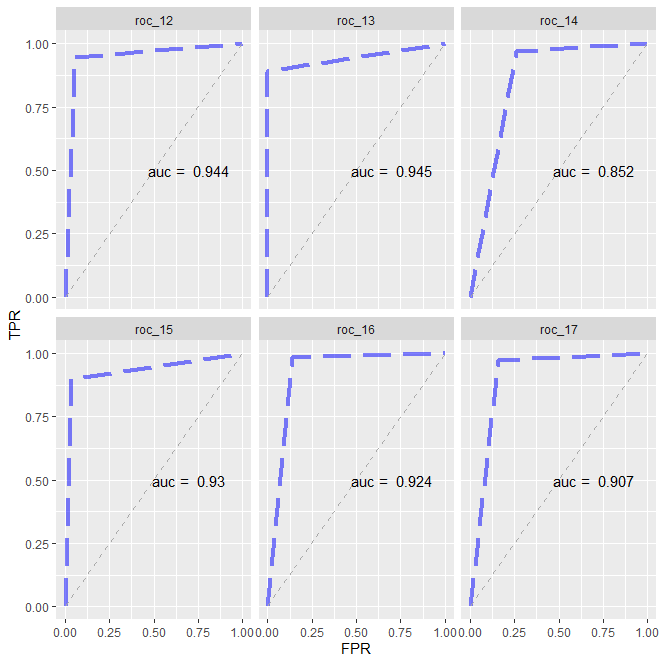 roc_12 roc_13 roc_14
1.00
0.75
0.50 auc = 0.944 auc = 0.945 auc = 0.852
0.25
0.00
TPR
roc_15 roc_16 roc_17
1.00
0.75
0.50 auc = 0.93 auc = 0.924 auc = 0.907
0.25
0.00
0.00 0.25 0.50 0.75 1.00 0.00 0.25 0.50 0.75 1.00 0.00 0.25 0.50 0.75 1.00
FPR